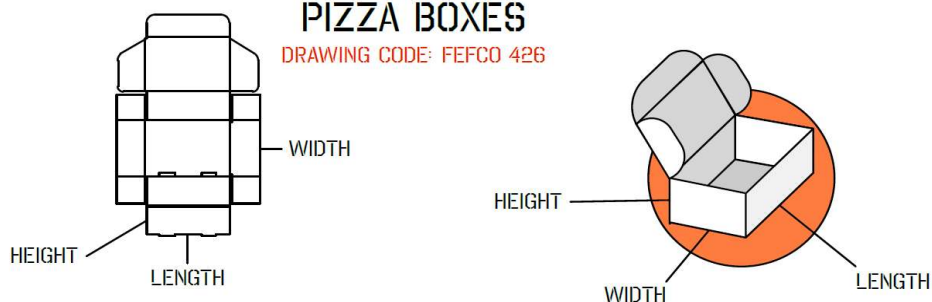 PIZZA BOXES
DRAWING CODE: FEFCO 426
WIDTH
HEIGHT
LENGTH
HEIGHT
WIDTH
LENGTH